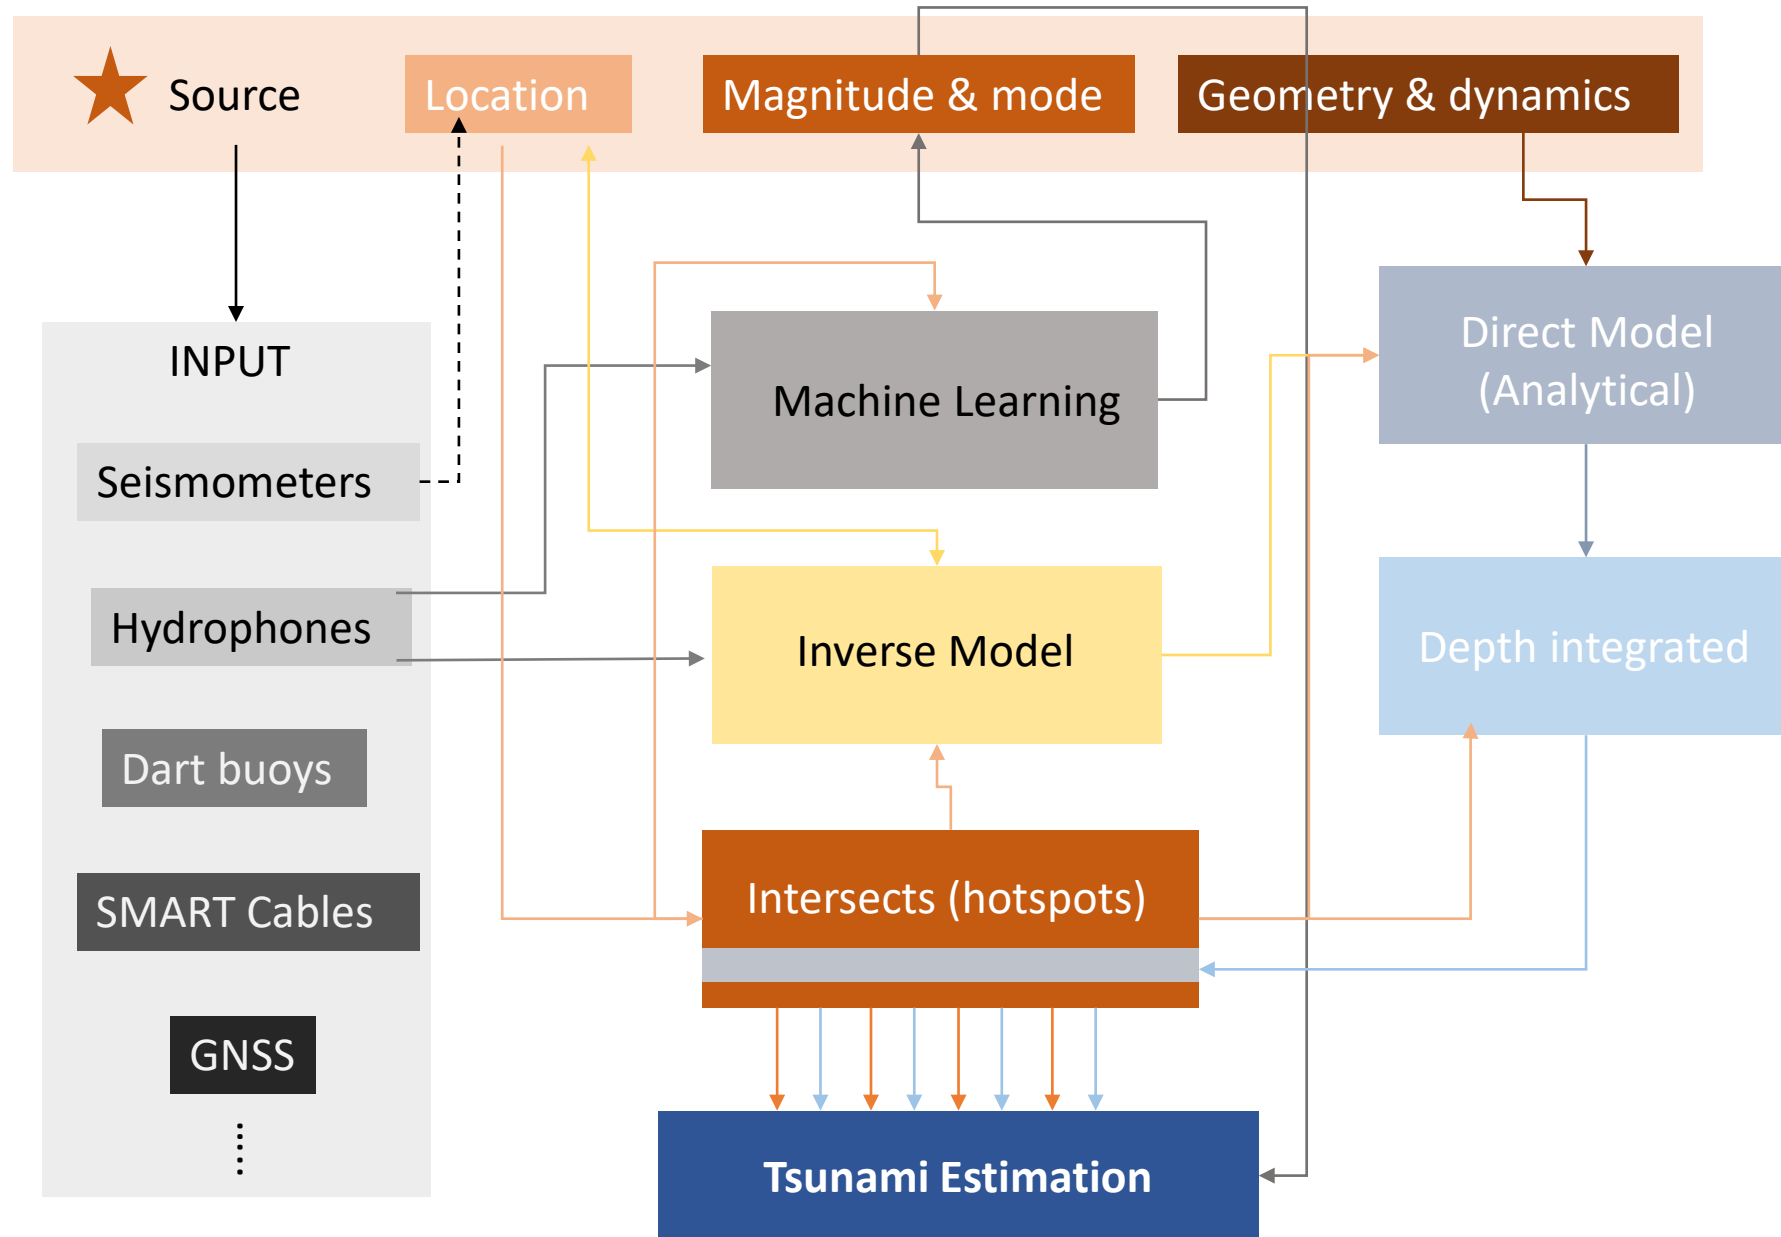 Source
Location
Magnitude & mode
Geometry & dynamics
INPUT
Seismometers
Hydrophones
Dart buoys
SMART Cables
GNSS
Machine Learning
Inverse Model
Intersects (hotspots)
Tsunami Estimation
Direct Model
(Analytical)
Depth integrated